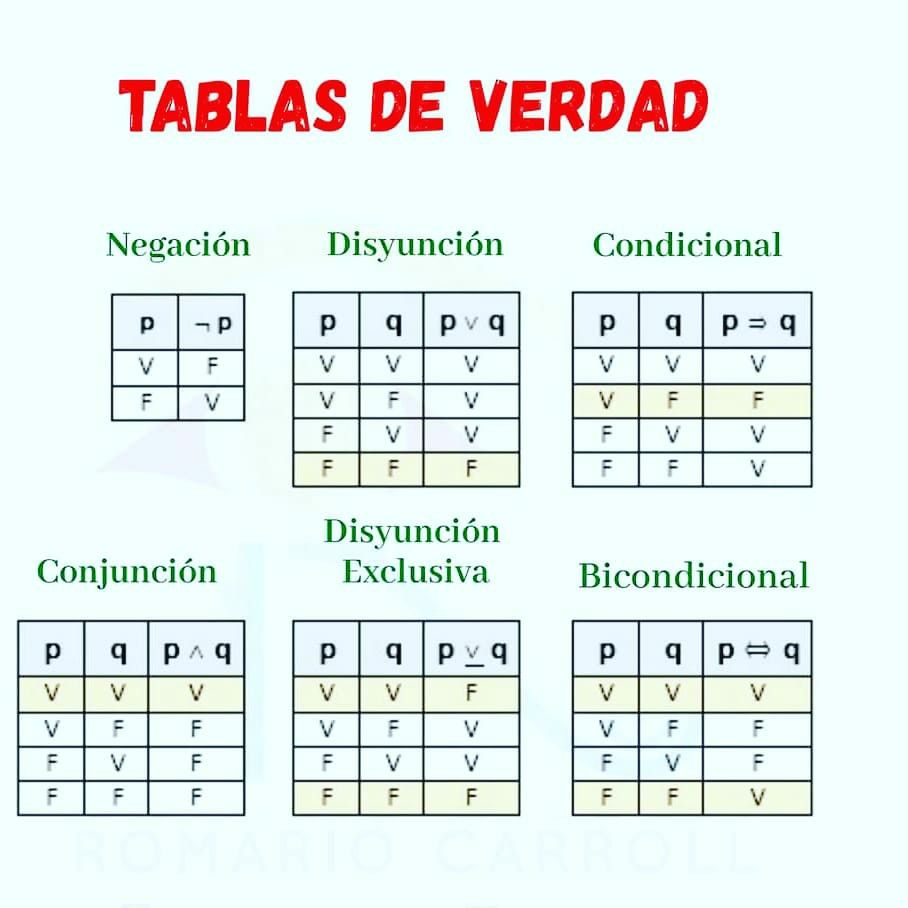 TABLAS DE VERDAD
Negación
p ¬ p
V F
F V
Disyunción
p q p ∨ q
V V V
V F V
F V V
F F F
Condicional
p q p ⇒ q
V V V
V F F
F V V
F F V
Conjunción
p q p ∧ q
V V V
V F F
F V F
F F F
Disyunción
Exclusiva
p q p ⊻ q
V V F
V F V
F V V
F F F
Bicondicional
p q p ⇔ q
V V V
V F F
F V F
F F V
ROMARIO CARROLL